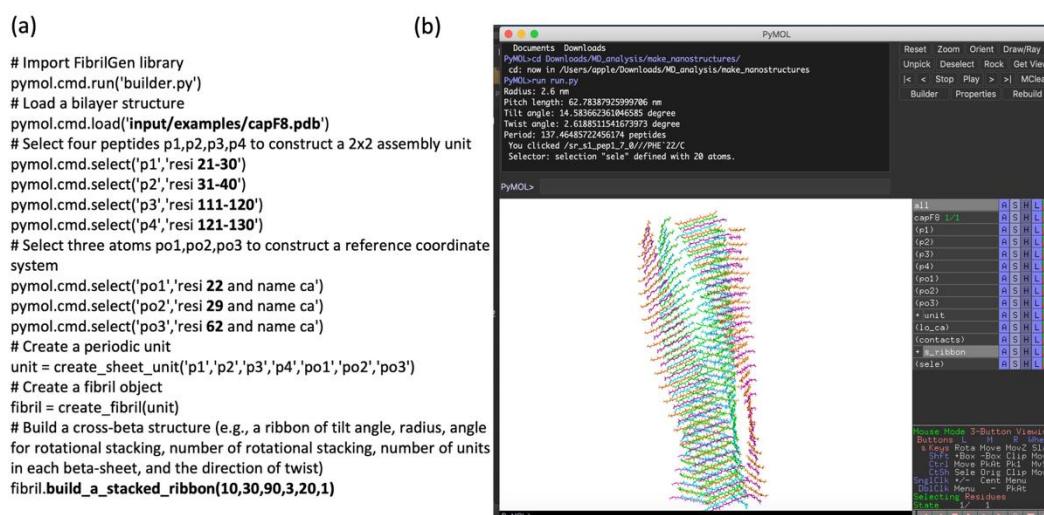 (a)
# Import FibrilGen library
pymol.cmd.run('builder.py')
# Load a bilayer structure
pymol.cmd.load('input/examples/capF8.pdb')
# Select four peptides p1,p2,p3,p4 to construct a 2x2 assembly unit
pymol.cmd.select('p1','resi 21-30')
pymol.cmd.select('p2','resi 31-40')
pymol.cmd.select('p3','resi 111-120')
pymol.cmd.select('p4','resi 121-130')
# Select three atoms po1,po2,po3 to construct a reference coordinate
system
pymol.cmd.select('po1','resi 22 and name ca')
pymol.cmd.select('po2','resi 29 and name ca')
pymol.cmd.select('po3','resi 62 and name ca')
# Create a periodic unit
unit = create_sheet_unit('p1','p2','p3','p4','po1','po2','po3')
# Create a fibril object
fibril = create_fibril(unit)
# Build a cross-beta structure (e.g., a ribbon of tilt angle, radius, angle
for rotational stacking, number of rotational stacking, number of units
in each beta-sheet, and the direction of twist)
fibril.build_a_stacked_ribbon(10,30,90,3,20,1)
(b)
PyMOL
Documents Downloads
PyMOL>cd Downloads/MD_analysis/make_nanostructures/
cd: now in /Users/apple/Downloads/MD_analysis/make_nanostructures
PyMOL>run run.py
Radius: 2.6 nm
Pitch length: 62.78387925999706 nm
Tilt angle: 14.583662361046585 degree
Twist angle: 2.6188511541673973 degree
Period: 137.46485722456174 peptides
You clicked /sr_s1_pep1_7_0///PHE`22/C
Selector: selection "sele" defined with 20 atoms.
PyMOL>
Reset Zoom Orient Draw/Ray
Unpick Deselect Rock Get View
|< < Stop Play > >| MClea
Builder Properties Rebuild
all A S H L
capF8 1/1 A S H L
(p1) A S H L
(p2) A S H L
(p3) A S H L
(p4) A S H L
(po1) A S H L
(po2) A S H L
(po3) A S H L
+ unit A S H L
(lo_ca) A S H L
(contacts) A S H L
+ s_ribbon A S H L
(sele) A S H L
Mouse Mode 3-Button Viewin
Buttons L M R Whe
& Keys Rota Move MovZ Sla
Shft +Box -Box Clip Mov
Ctrl Move PkAt Pk1 MvS
CtSh Sele Orig Clip Mov
SnglClk +/- Cent Menu
DblClk Menu - PkAt
Selecting Residues
State 1/ 1